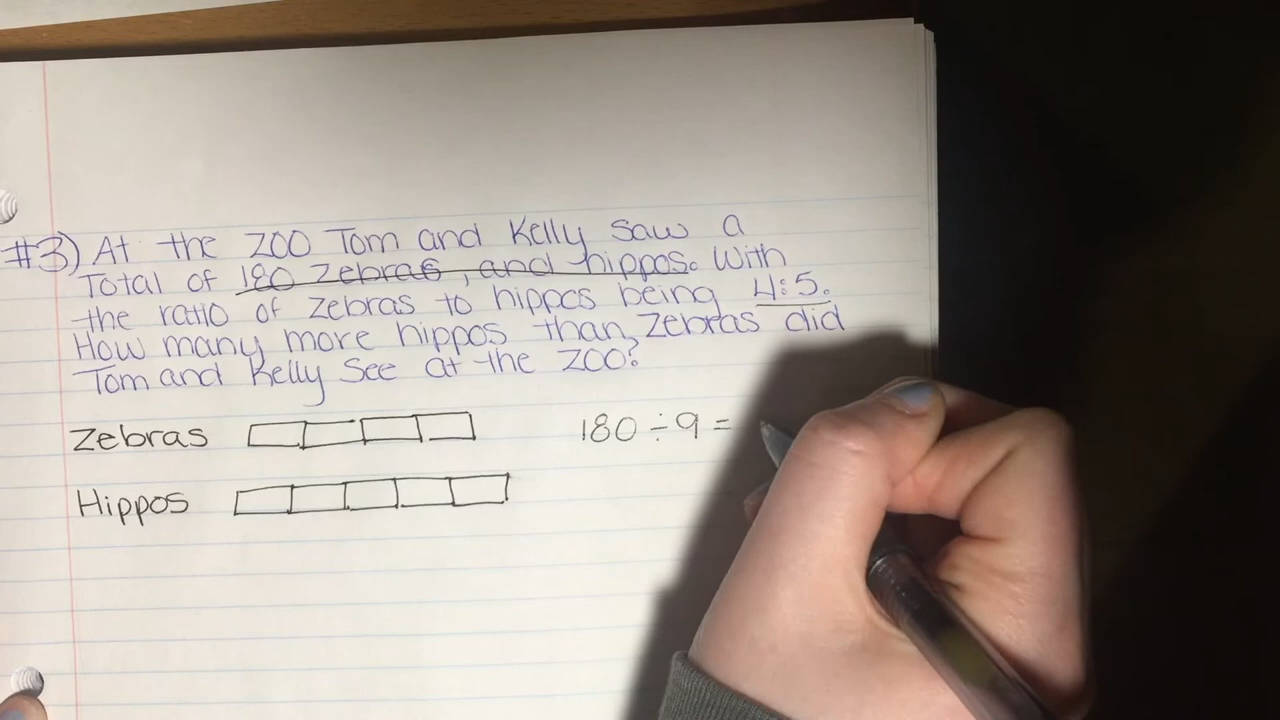 #3) At the zoo Tom and Kelly saw a
Total of 180 zebras, and hippos. With
the ratio of zebras to hippos being 4:5.
How many more hippos than zebras did
Tom and Kelly see at the zoo?
Zebras
180÷9=
Hippos